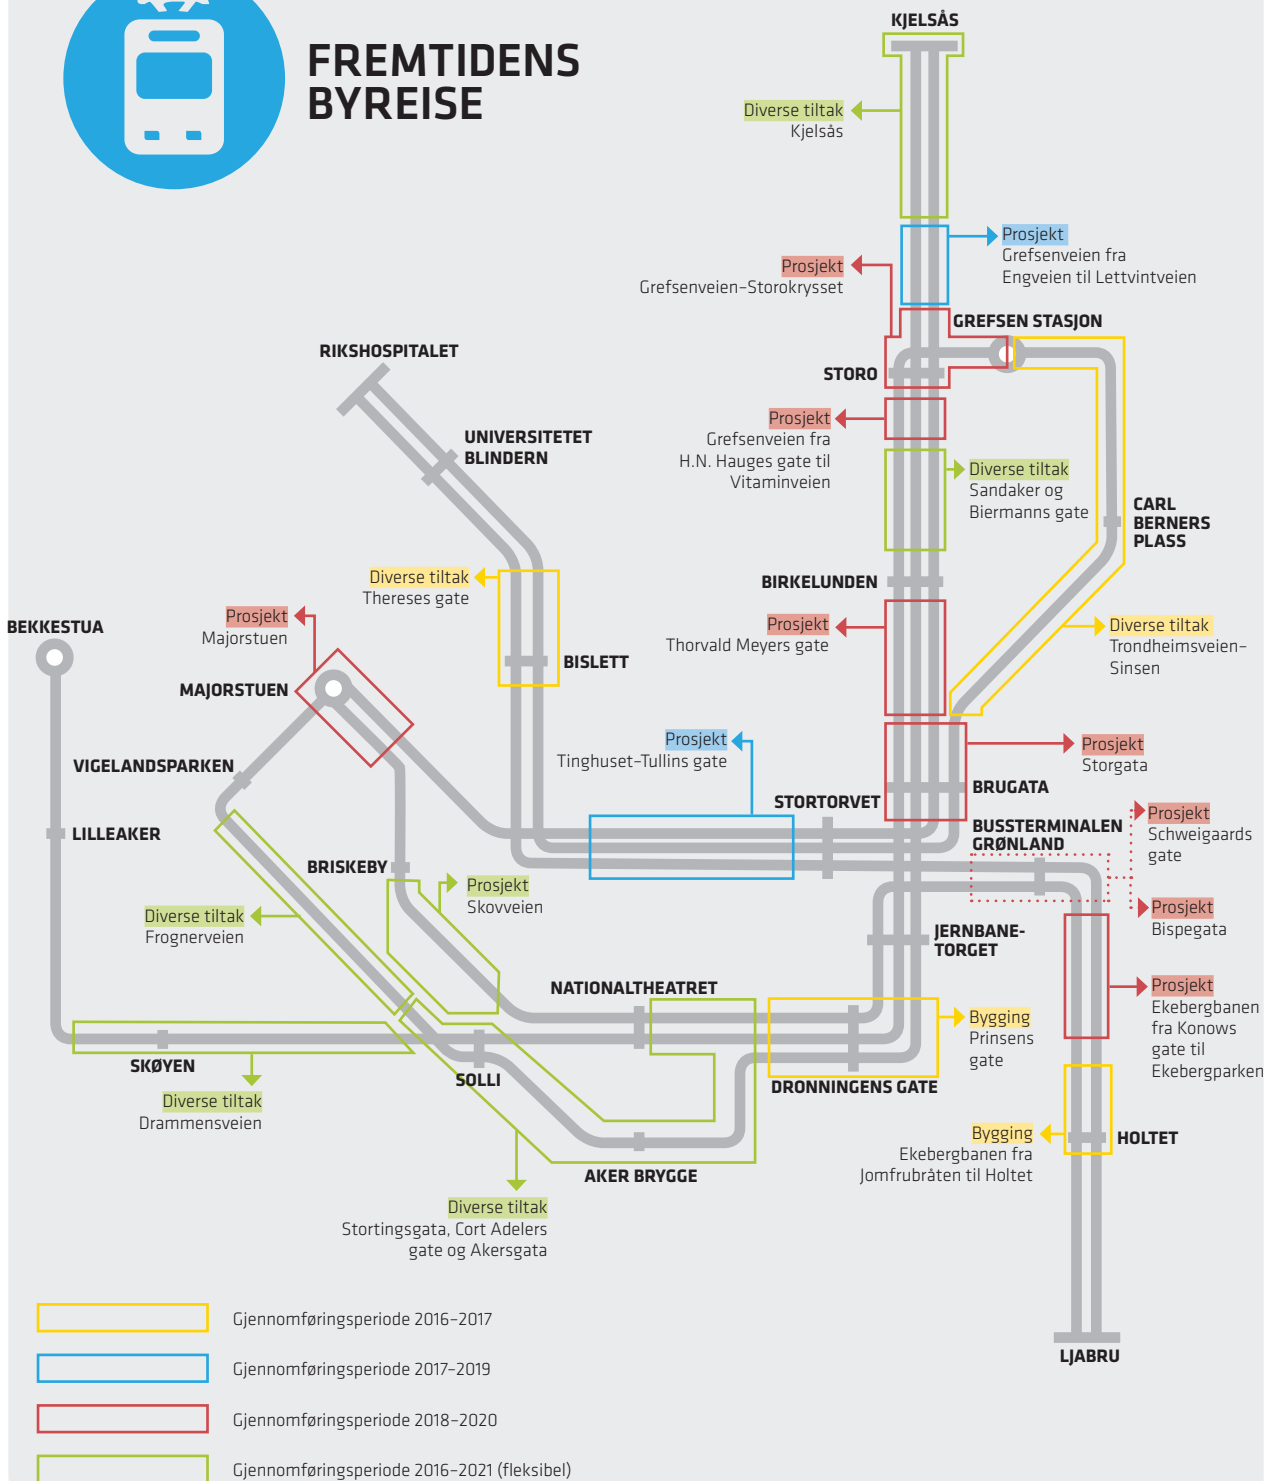 FREMTIDENS
BYREISE
KJELSÅS
Diverse tiltak
Kjelsås
Prosjekt
Grefsenveien fra
Engveien til Lettvintveien
Prosjekt
Grefsenveien–Storokrysset
GREFSEN STASJON
RIKSHOSPITALET
STORO
UNIVERSITETET
BLINDERN
Prosjekt
Grefsenveien fra
H.N. Hauges gate til
Vitaminveien
Diverse tiltak
Sandaker og
Biermanns gate
CARL
BERNERS
PLASS
Diverse tiltak
Thereses gate
BIRKELUNDEN
BEKKESTUA
Prosjekt
Majorstuen
Prosjekt
Thorvald Meyers gate
Diverse tiltak
Trondheimsveien–
Sinsen
BISLETT
MAJORSTUEN
Prosjekt
Tinghuset–Tullins gate
Prosjekt
Storgata
VIGELANDSPARKEN
STORTORVET
BRUGATA
LILLEAKER
BUSSTERMINALEN
GRØNLAND
Prosjekt
Schweigaards
gate
BRISKEBY
Prosjekt
Skovveien
Diverse tiltak
Frognerveien
Prosjekt
Bispegata
JERNBANE-
TORGET
NATIONALTHEATRET
Prosjekt
Ekebergbanen
fra Konows
gate til
Ekebergparken
Bygging
Prinsens
gate
SKØYEN
SOLLI
DRONNINGENS GATE
Diverse tiltak
Drammensveien
Bygging
Ekebergbanen fra
Jomfrubråten til Holtet
HOLTET
AKER BRYGGE
Diverse tiltak
Stortingsgata, Cort Adelers
gate og Akersgata
LJABRU
Gjennomføringsperiode 2016–2017
Gjennomføringsperiode 2017–2019
Gjennomføringsperiode 2018–2020
Gjennomføringsperiode 2016–2021 (fleksibel)